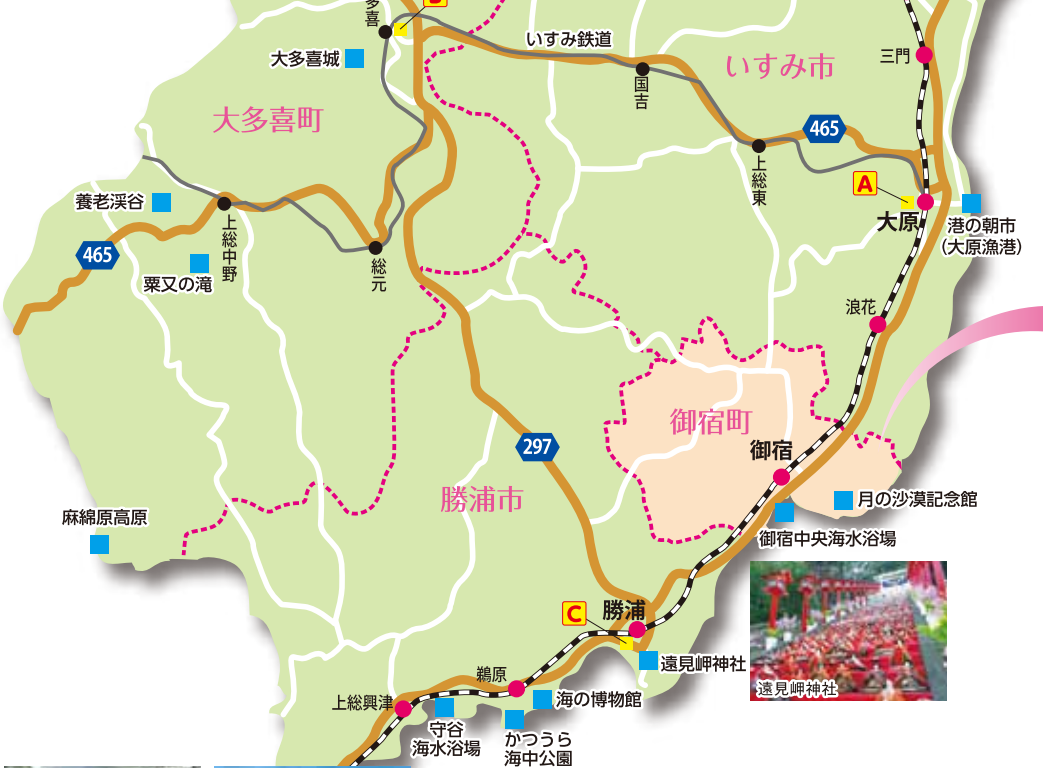 多喜
B
いすみ鉄道
三門
大多喜城
いすみ市
国吉
大多喜町
465
上総東
A
養老渓谷
大原
港の朝市
(大原漁港)
上総中野
465
総元
粟又の滝
浪花
御宿町
297
御宿
勝浦市
月の沙漠記念館
麻綿原高原
御宿中央海水浴場
C
勝浦
遠見岬神社
遠見岬神社
鵜原
海の博物館
上総興津
守谷
海水浴場
かつうら
海中公園